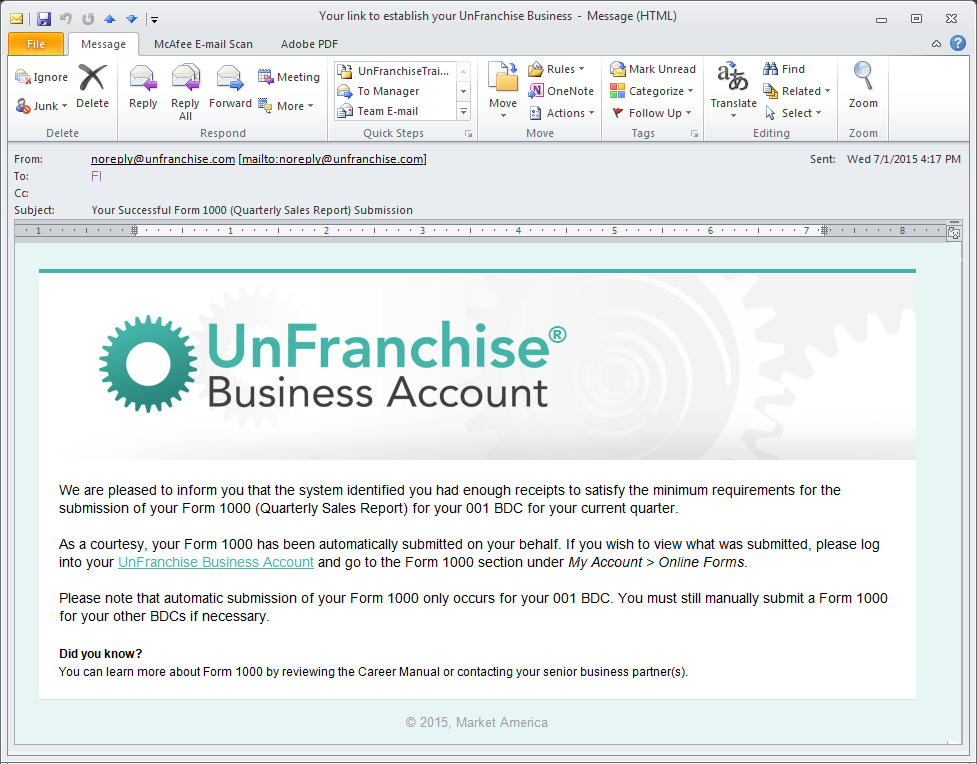 Your link to establish your UnFranchise Business - Message (HTML)
File Message McAfee E-mail Scan Adobe PDF
Ignore
Junk
Delete
Delete
Reply
Reply All
Forward
Meeting
More
Respond
UnFranchiseTrai...
To Manager
Team E-mail
Quick Steps
Move
Rules
OneNote
Actions
Move
Mark Unread
Categorize
Follow Up
Tags
Translate
Find
Related
Select
Editing
Zoom
Zoom
From: noreply@unfranchise.com [mailto:noreply@unfranchise.com] Sent: Wed 7/1/2015 4:17 PM
To: FI
Cc:
Subject: Your Successful Form 1000 (Quarterly Sales Report) Submission
1 1 2 3 4 5 6 7 8
UnFranchise®
Business Account
We are pleased to inform you that the system identified you had enough receipts to satisfy the minimum requirements for the
submission of your Form 1000 (Quarterly Sales Report) for your 001 BDC for your current quarter.
As a courtesy, your Form 1000 has been automatically submitted on your behalf. If you wish to view what was submitted, please log
into your UnFranchise Business Account and go to the Form 1000 section under My Account > Online Forms.
Please note that automatic submission of your Form 1000 only occurs for your 001 BDC. You must still manually submit a Form 1000
for your other BDCs if necessary.
Did you know?
You can learn more about Form 1000 by reviewing the Career Manual or contacting your senior business partner(s).
© 2015, Market America